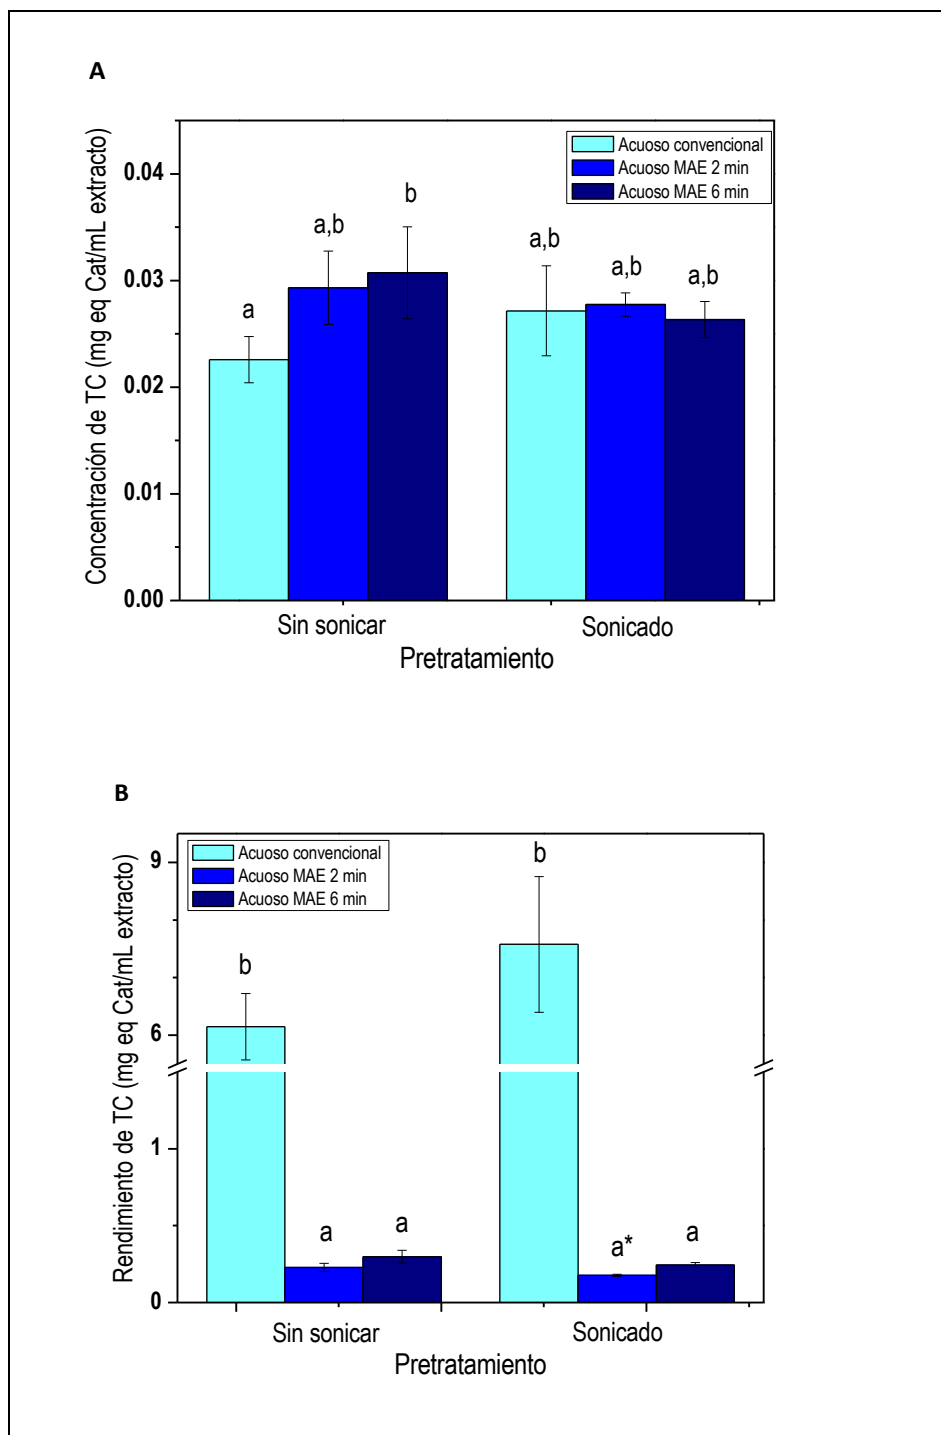 A
Concentración de TC (mg eq Cat/mL extracto)
0.04
0.03
0.02
0.01
0.00
Acuoso convencional
Acuoso MAE 2 min
Acuoso MAE 6 min
a
a,b
b
a,b
a,b
a,b
Sin sonicar
Sonicado
Pretratamiento
B
Rendimiento de TC (mg eq Cat/mL extracto)
9
6
1
0
Acuoso convencional
Acuoso MAE 2 min
Acuoso MAE 6 min
b
a
a
b
a*
a
Sin sonicar
Sonicado
Pretratamiento